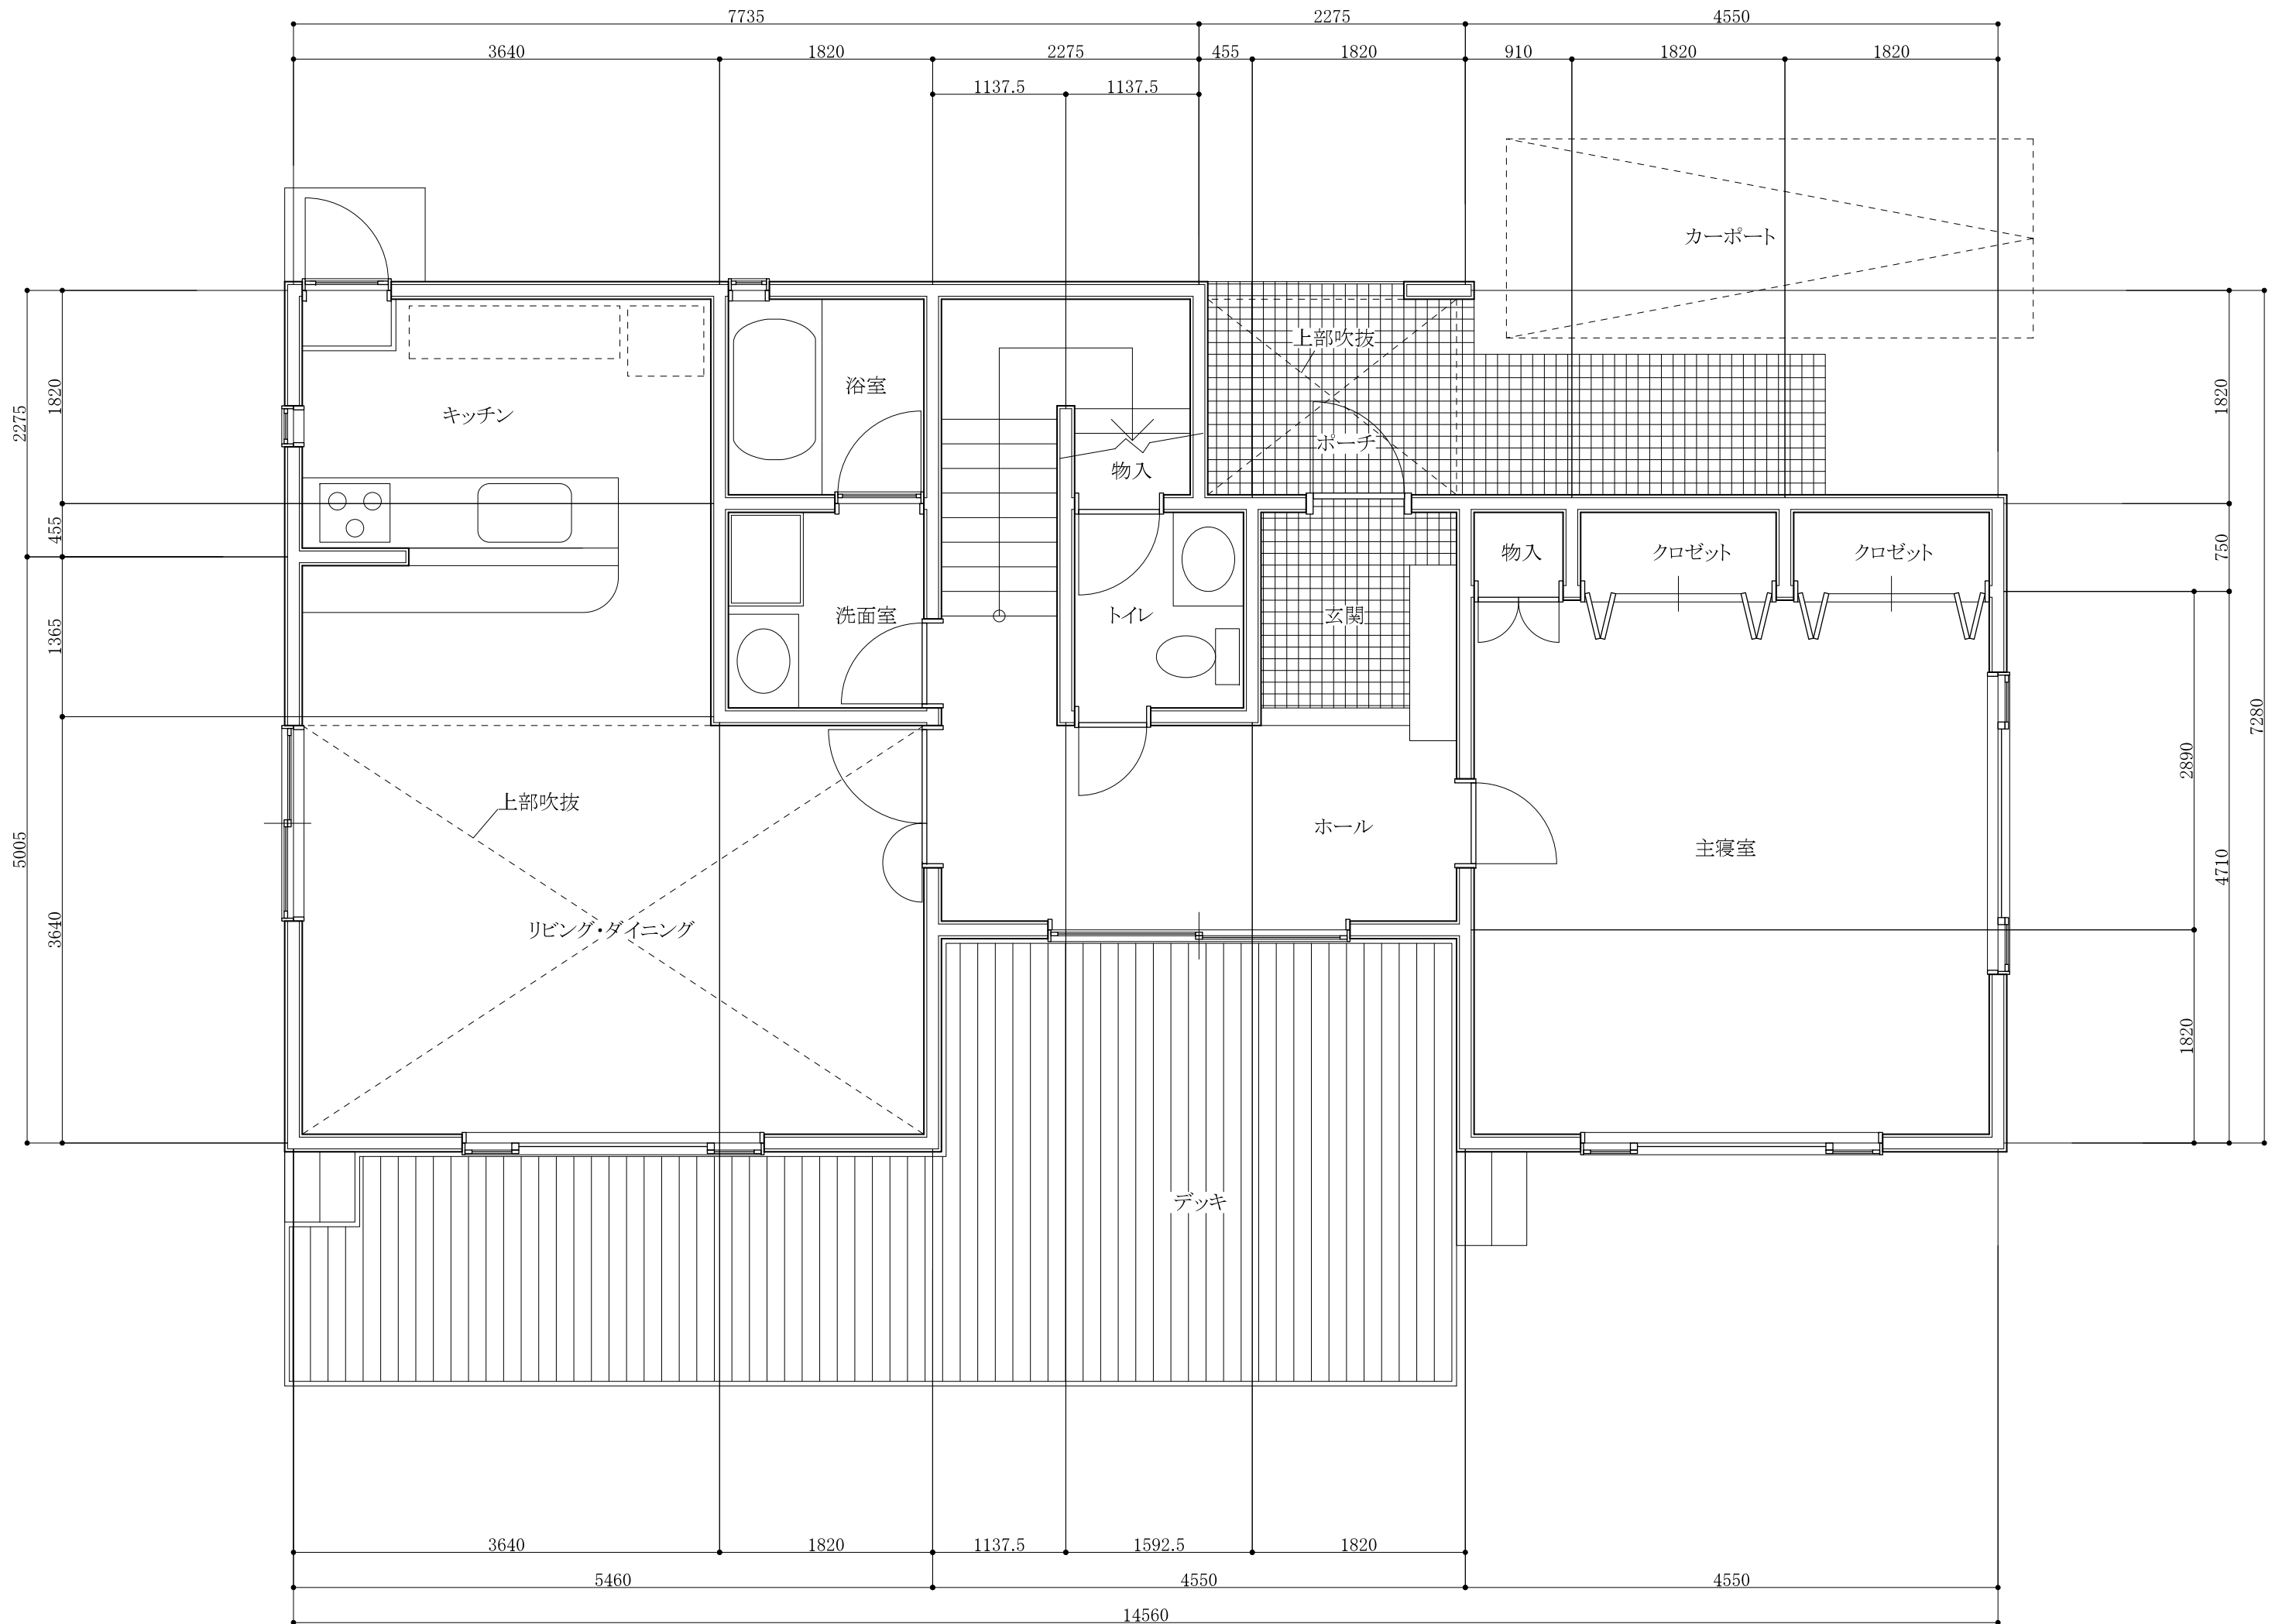 7735
2275
4550
3640
1820
2275
455
1820
910
1820
1820
1137.5
1137.5
カーポート
上部吹抜
浴室
キッチン
ポーチ
物入
物入
クロゼット
クロゼット
洗面室
トイレ
玄関
上部吹抜
ホール
主寝室
リビング・ダイニング
デッキ
2275
5005
1820
455
1365
3640
2890
1820
1820
750
4710
7280
3640
1820
1137.5
1592.5
1820
5460
4550
4550
14560